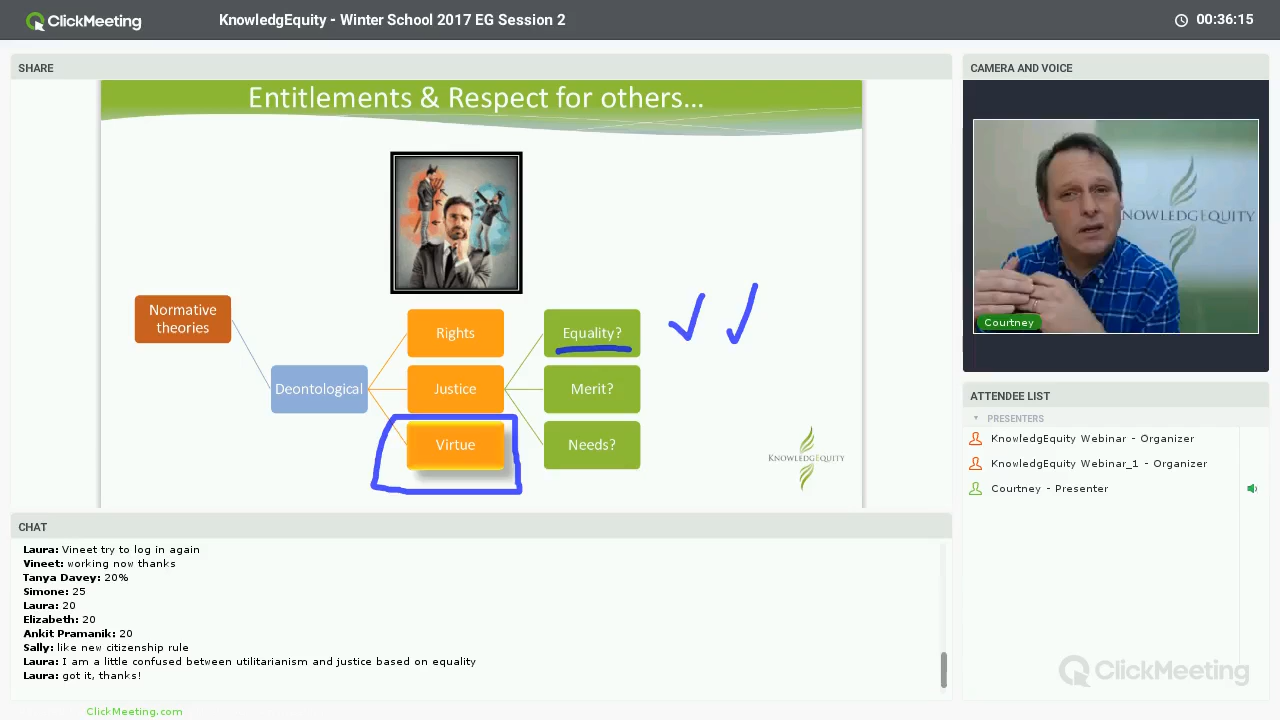 ClickMeeting
KnowledgEquity - Winter School 2017 EG Session 2
00:36:15
SHARE
Entitlements & Respect for others...
Normative
theories
Deontological
Rights
Justice
Virtue
Equality?
Merit?
Needs?
KNOWLEDGEQUITY
CAMERA AND VOICE
KNOWLEDGEQUITY
Courtney
ATTENDEE LIST
PRESENTERS
KnowledgEquity Webinar - Organizer
KnowledgEquity Webinar_1 - Organizer
Courtney - Presenter
CHAT
Laura: Vineet try to log in again
Vineet: working now thanks
Tanya Davey: 20%
Simone: 25
Laura: 20
Elizabeth: 20
Ankit Pramanik: 20
Sally: like new citizenship rule
Laura: I am a little confused between utilitarianism and justice based on equality
Laura: got it, thanks!
ClickMeeting
ClickMeeting.com